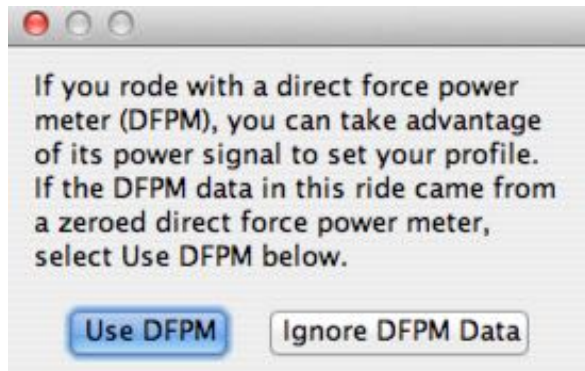 If you rode with a direct force power
meter (DFPM), you can take advantage
of its power signal to set your profile.
If the DFPM data in this ride came from
a zeroed direct force power meter,
select Use DFPM below.
Use DFPM
Ignore DFPM Data